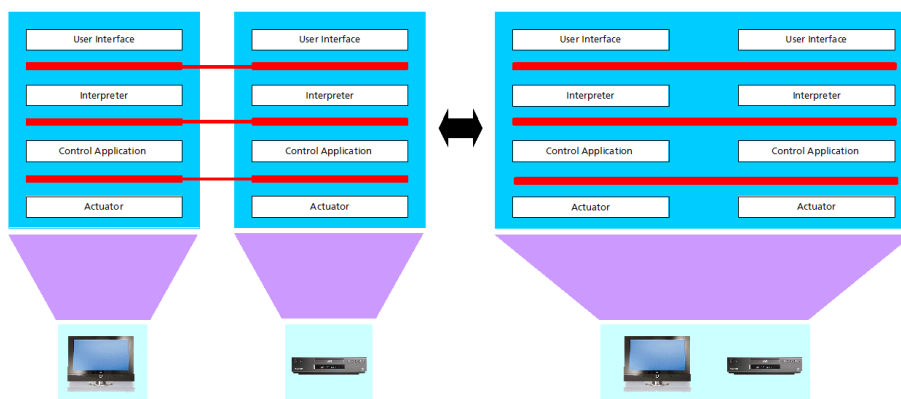 User Interface
User Interface
User Interface
User Interface
Interpreter
Interpreter
Interpreter
Interpreter
Control Application
Control Application
Control Application
Control Application
Actuator
Actuator
Actuator
Actuator